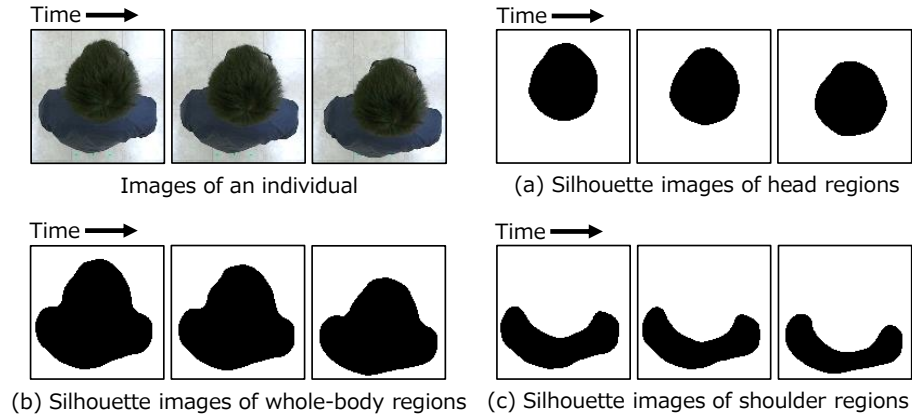 Time
Images of an individual
Time
(a) Silhouette images of head regions
Time
(b) Silhouette images of whole-body regions
Time
(c) Silhouette images of shoulder regions